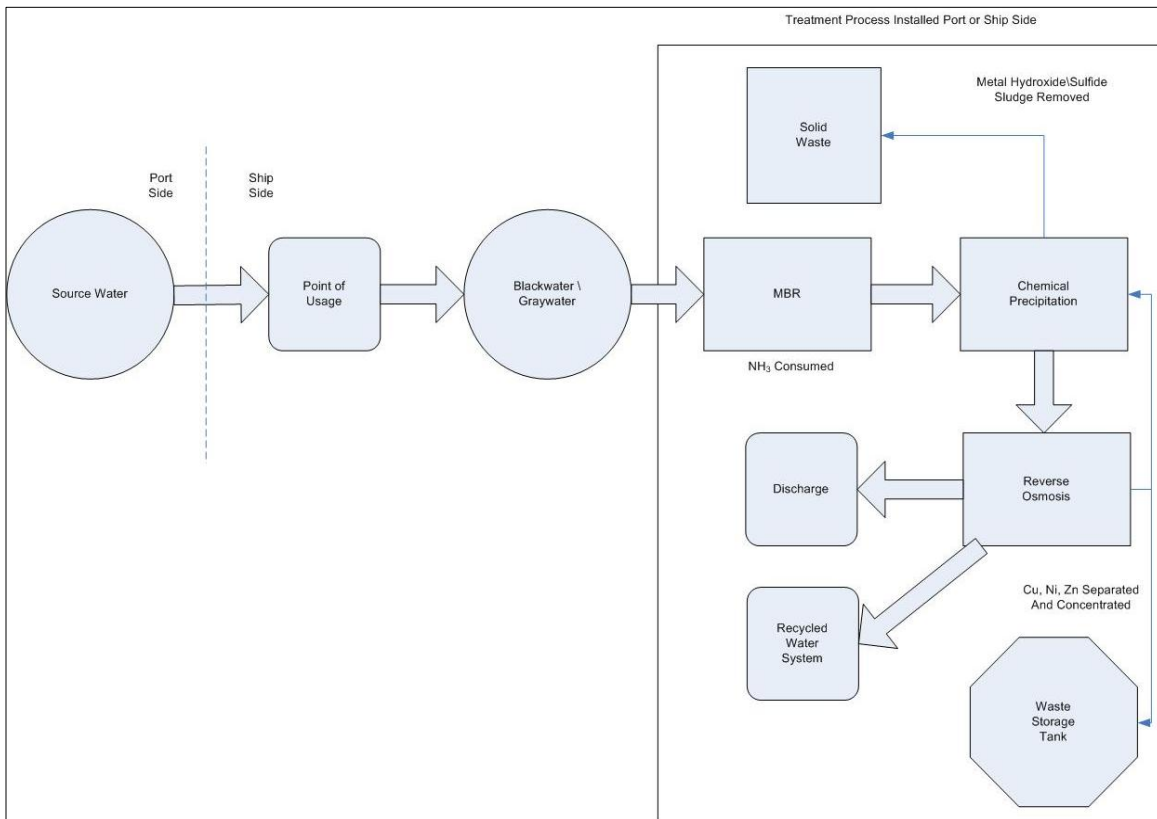 Treatment Process Installed Port or Ship Side
Metal Hydroxide\Sulfide
Sludge Removed
Solid
Waste
Port
Side
Ship
Side
Source Water
Point of
Usage
Blackwater \
Graywater
MBR
Chemical
Precipitation
NH₃ Consumed
Discharge
Reverse
Osmosis
Cu, Ni, Zn Separated
And Concentrated
Recycled
Water
System
Waste
Storage
Tank